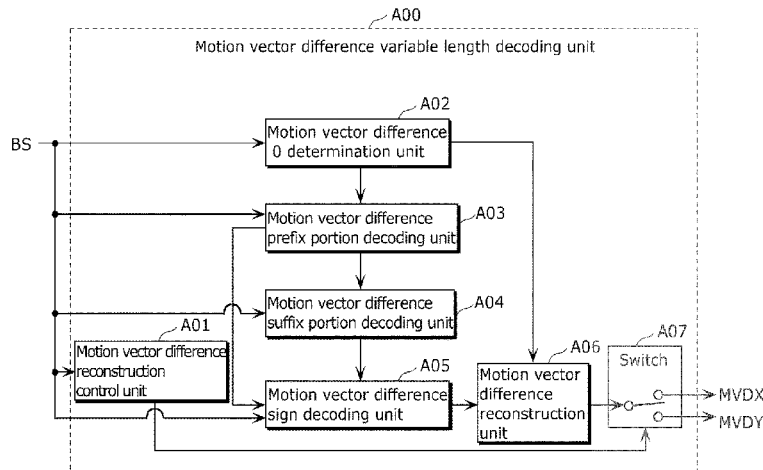 A00
Motion vector difference variable length decoding unit
A02
BS
Motion vector difference
0 determination unit
A03
Motion vector difference
prefix portion decoding unit
A04
Motion vector difference
suffix portion decoding unit
A01
Motion vector difference
reconstruction
control unit
A05
Motion vector difference
sign decoding unit
A06
Motion vector
difference
reconstruction
unit
A07
Switch
MVDX
MVDY